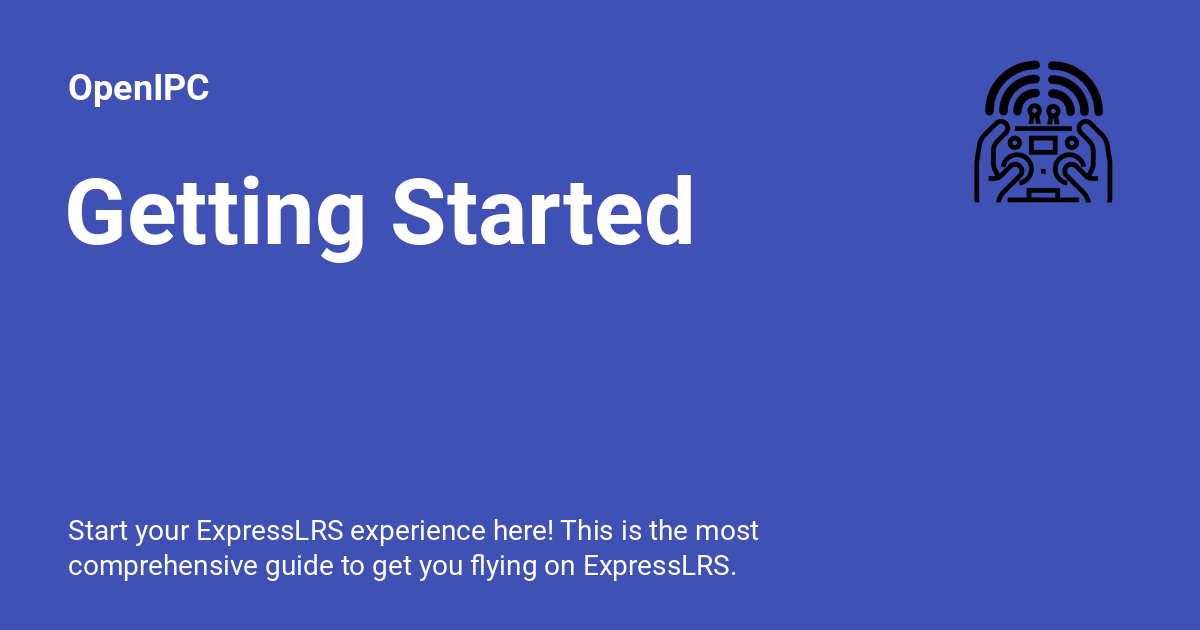 OpenIPC
Getting Started
Start your ExpressLRS experience here! This is the most
comprehensive guide to get you flying on ExpressLRS.